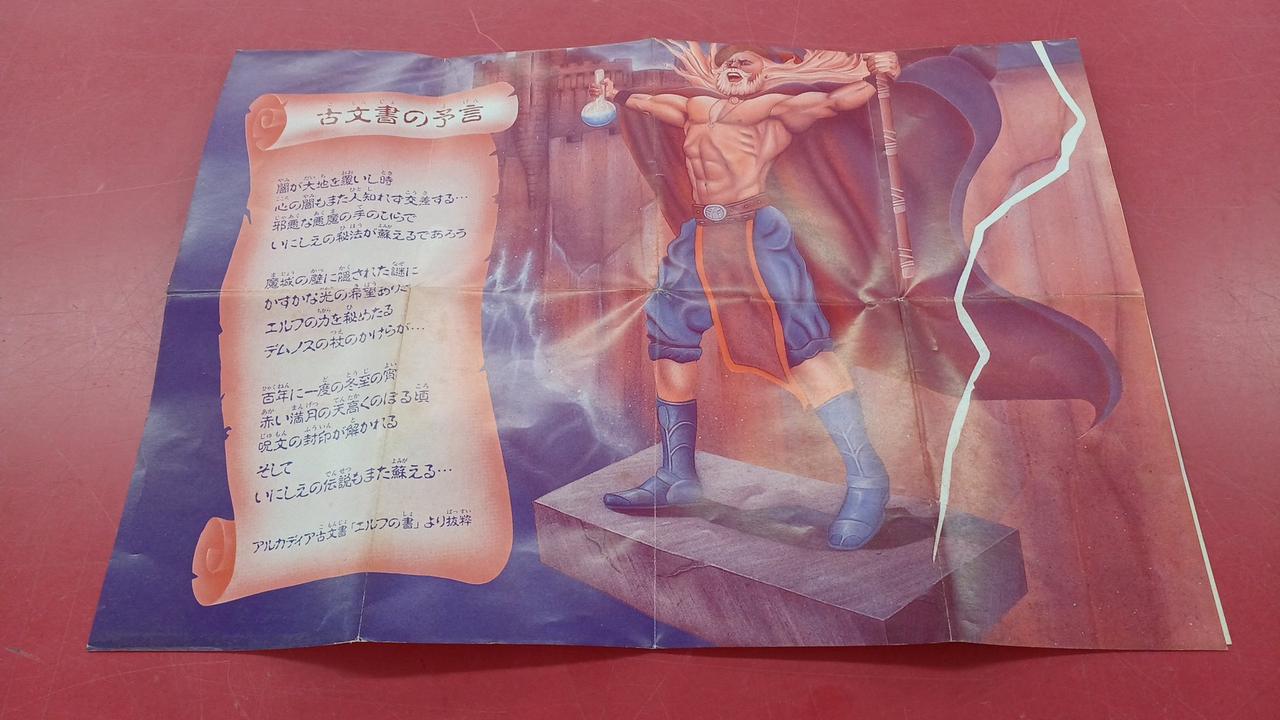 古文書の予言
闇が大地を覆いし時
心の闇もまた人知れず交差する…
邪悪な悪魔の手のひらで
いにしえの秘法が蘇えるであろう
魔城の壁に隠された謎に
かすかな光の希望あり
エルフの力を秘めたる
デムノスの杖のかけらが…
百年に一度の冬至の宵
赤い満月の天高くのぼる頃
呪文の封印が解かれる
そして
いにしえの伝説もまた蘇える…
アルカディア古文書「エルフの書」より抜粋